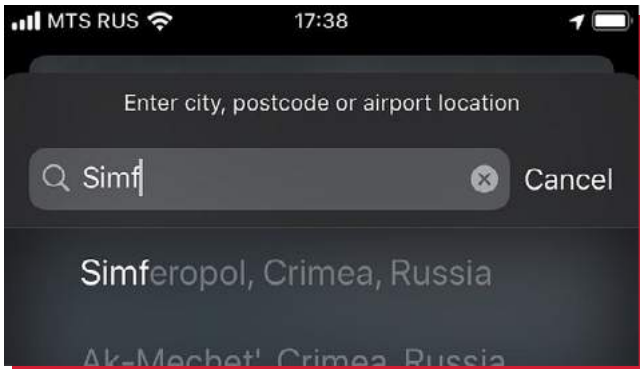 MTS RUS 17:38
Enter city, postcode or airport location
Simf Cancel
Simferopol, Crimea, Russia
Ak-Mechet', Crimea, Russia